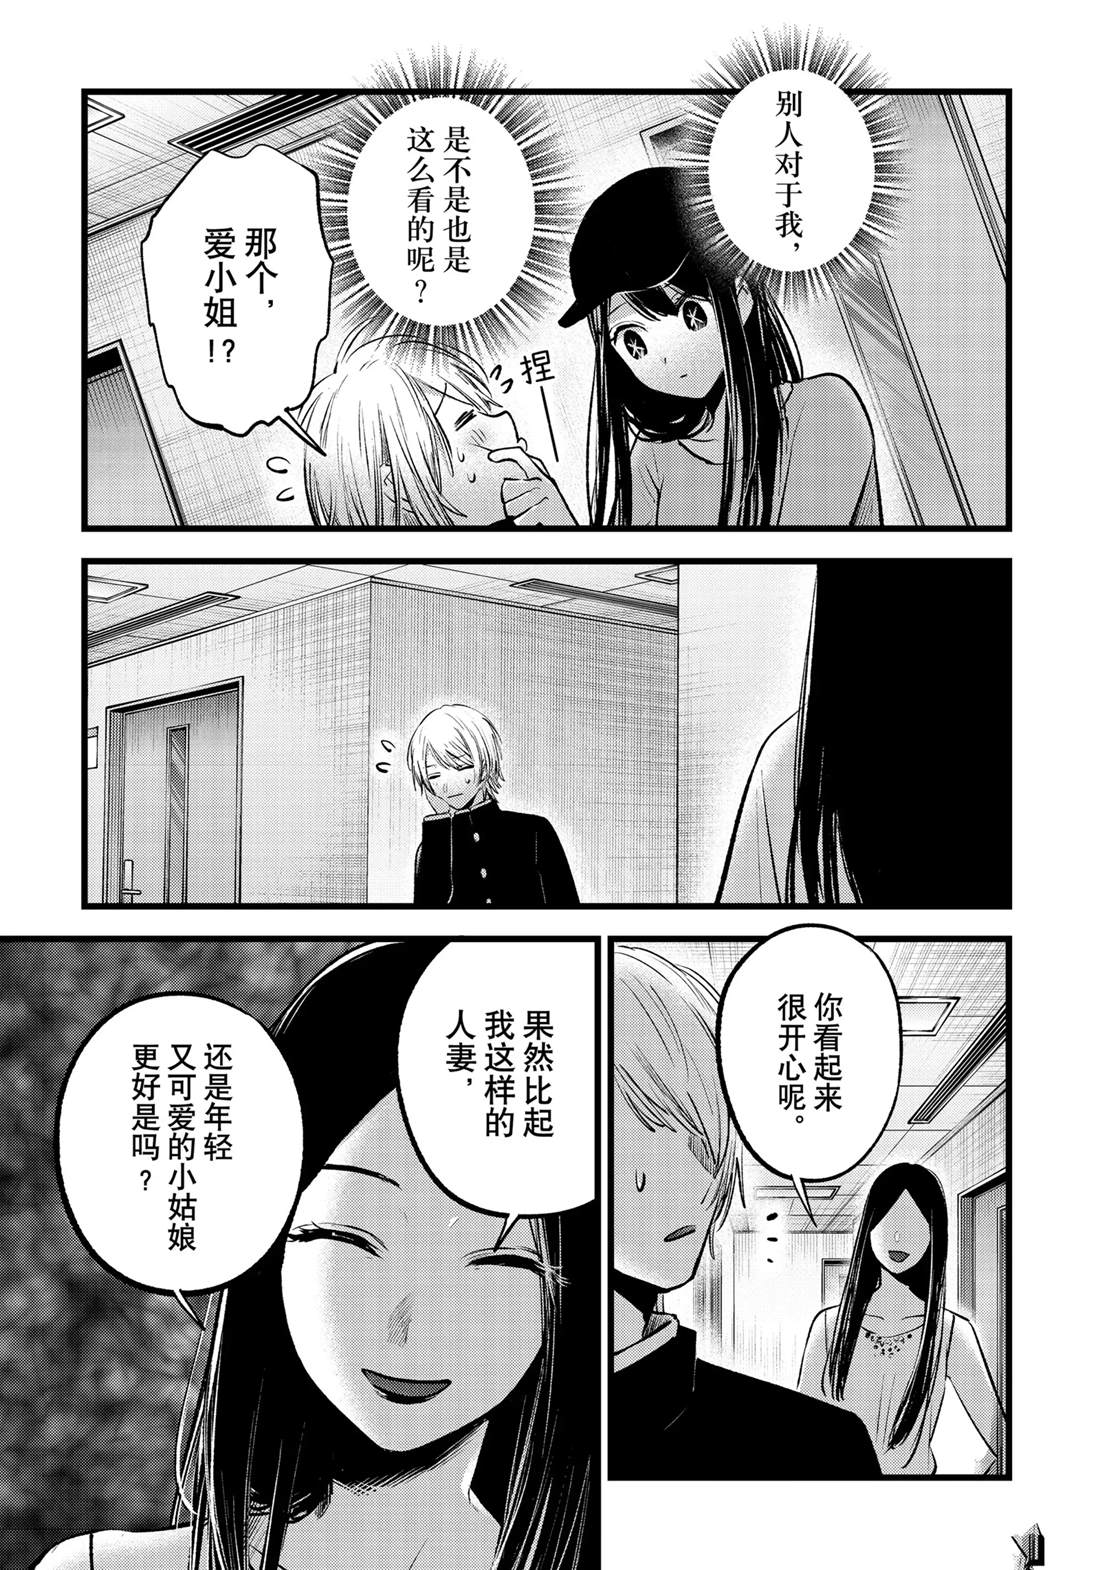 别人对于我，
是不是也是
这么看的呢？
捏
那个，
爱小姐
！？
你看起来
很开心呢。
果然比起
我这样的
人妻，
还是年轻
又可爱的小姑娘
更好是吗？